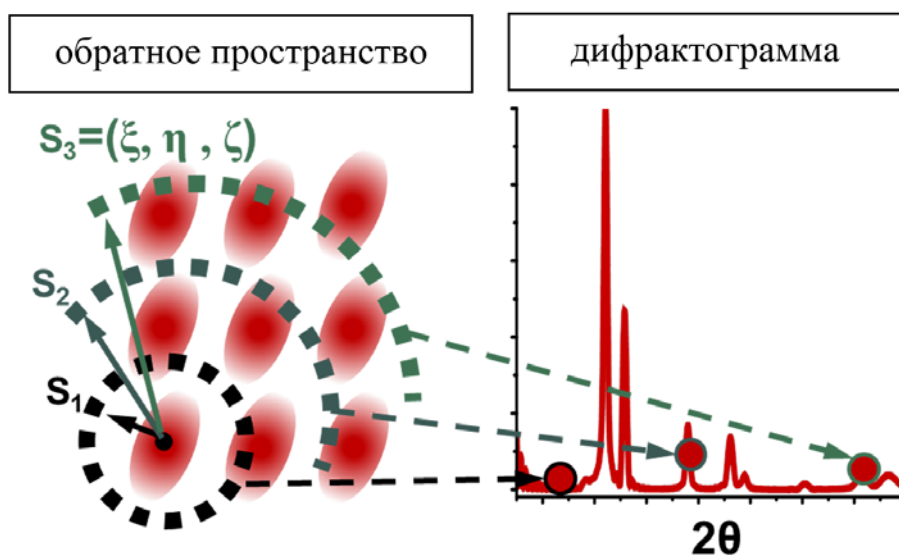 обратное пространство
дифрактограмма
S₃=(ξ, η , ζ)
S₂
S₁
2θ